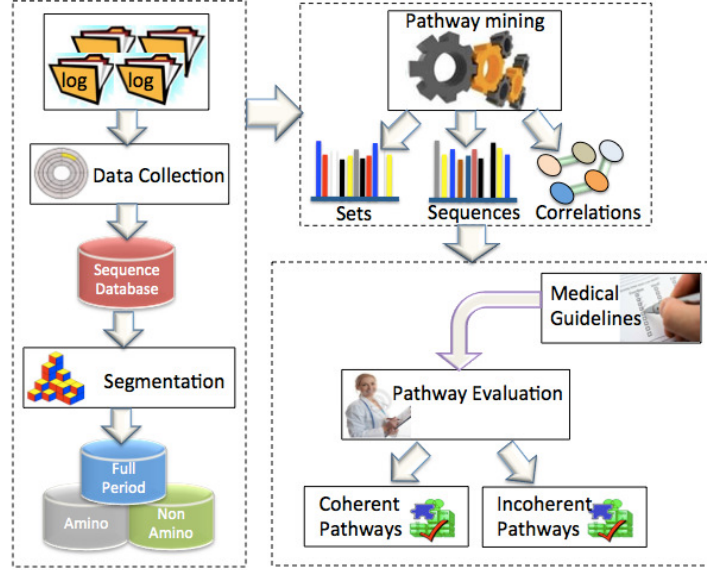 log
log
Data Collection
Sequence
Database
Segmentation
Full
Period
Amino
Non
Amino
Pathway mining
Sets
Sequences
Correlations
Medical
Guidelines
Pathway Evaluation
Coherent
Pathways
Incoherent
Pathways